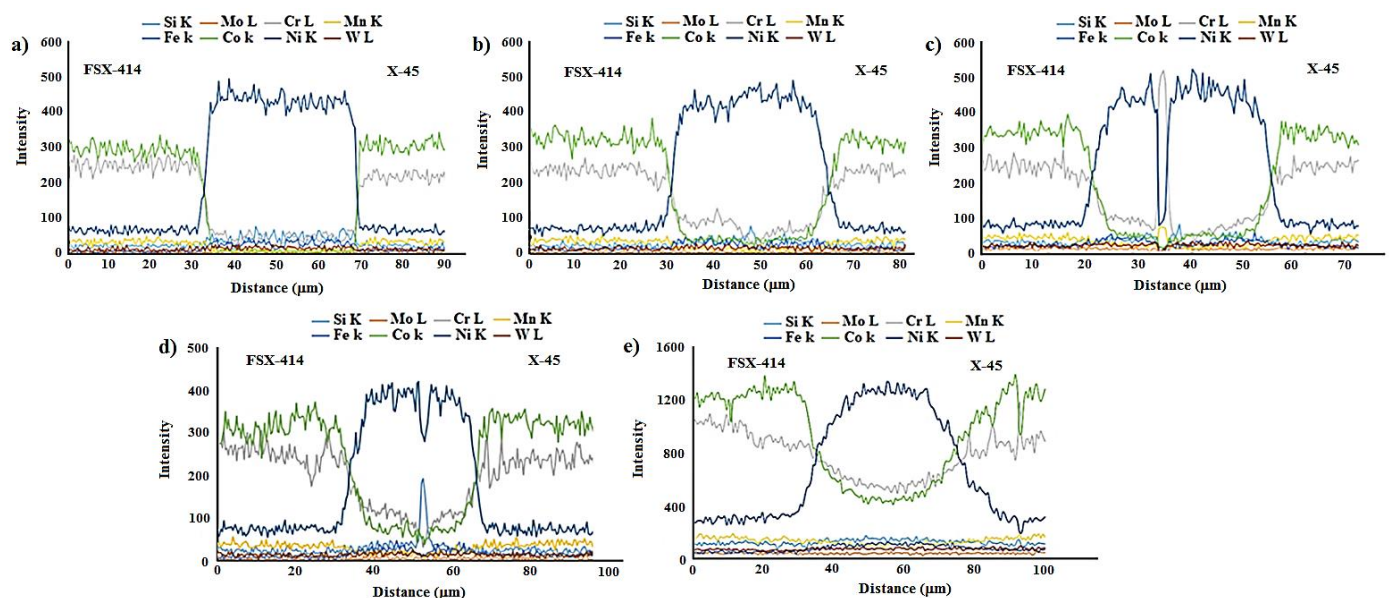 a)
Si K Mo L Cr L Mn K
Fe k Co k Ni K W L
FSX-414
X-45
Intensity
600
500
400
300
200
100
0
0 10 20 30 40 50 60 70 80 90
Distance (µm)
b)
Si K Mo L Cr L Mn K
Fe k Co k Ni K W L
FSX-414
X-45
Intensity
600
500
400
300
200
100
0
0 10 20 30 40 50 60 70 80
Distance (µm)
c)
Si K Mo L Cr L Mn K
Fe k Co k Ni K W L
FSX-414
X-45
Intensity
600
500
400
300
200
100
0
0 10 20 30 40 50 60 70
Distance (µm)
d)
Si K Mo L Cr L Mn K
Fe k Co k Ni K W L
FSX-414
X-45
Intensity
500
400
300
200
100
0
0 20 40 60 80 100
Distance (µm)
e)
Si K Mo L Cr L Mn K
Fe k Co k Ni K W L
FSX-414
X-45
Intensity
1600
1200
800
400
0
0 20 40 60 80 100
Distance (µm)